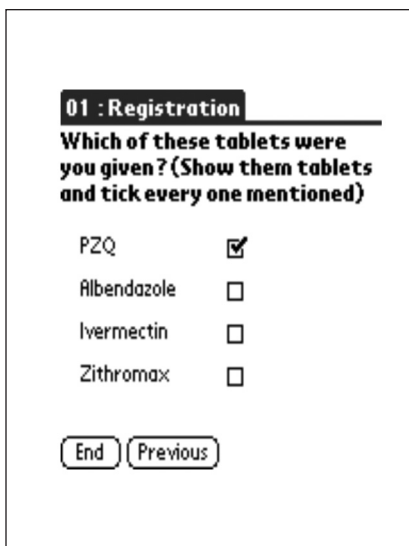 01 : Registration
Which of these tablets were
you given? (Show them tablets
and tick every one mentioned)
PZQ
Albendazole
Ivermectin
Zithromax
End Previous